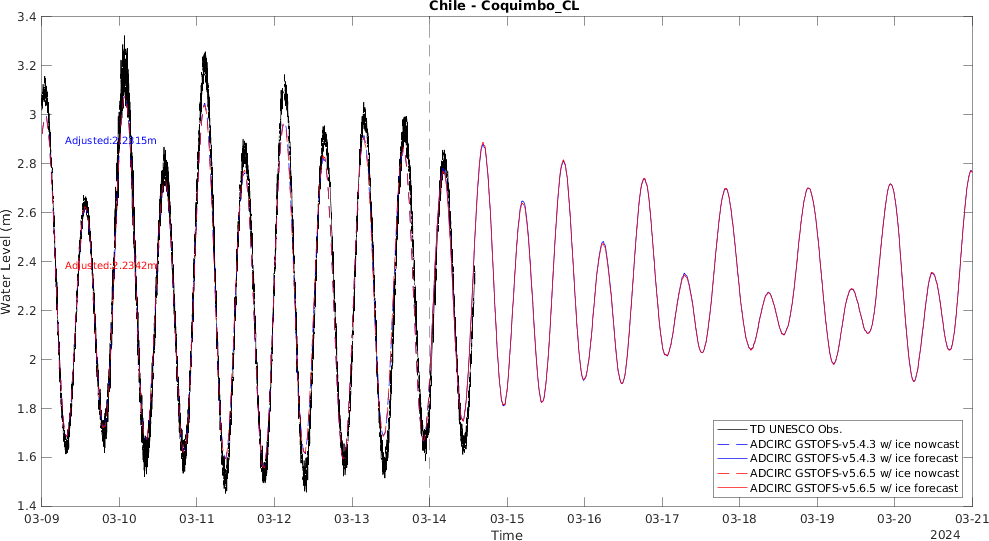 Chile - Coquimbo_CL
3.4
3.2
3
2.8
2.6
2.4
2.2
2
1.8
1.6
1.4
Water Level (m)
Adjusted:2.2315m
Adjusted:2.2342m
TD UNESCO Obs.
ADCIRC GSTOFS-v5.4.3 w/ ice nowcast
ADCIRC GSTOFS-v5.4.3 w/ ice forecast
ADCIRC GSTOFS-v5.6.5 w/ ice nowcast
ADCIRC GSTOFS-v5.6.5 w/ ice forecast
03-09 03-10 03-11 03-12 03-13 03-14 03-15 03-16 03-17 03-18 03-19 03-20 03-21
Time
2024